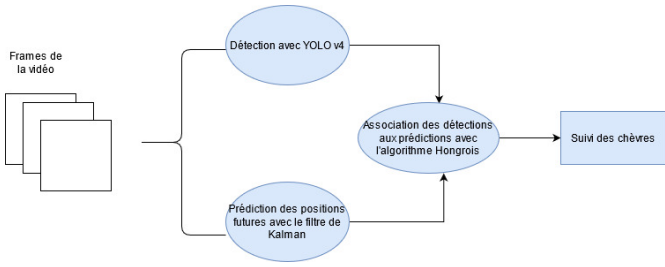 Frames de
la vidéo
Détection avec YOLO v4
Association des détections
aux prédictions avec
l'algorithme Hongrois
Suivi des chèvres
Prédiction des positions
futures avec le filtre de
Kalman